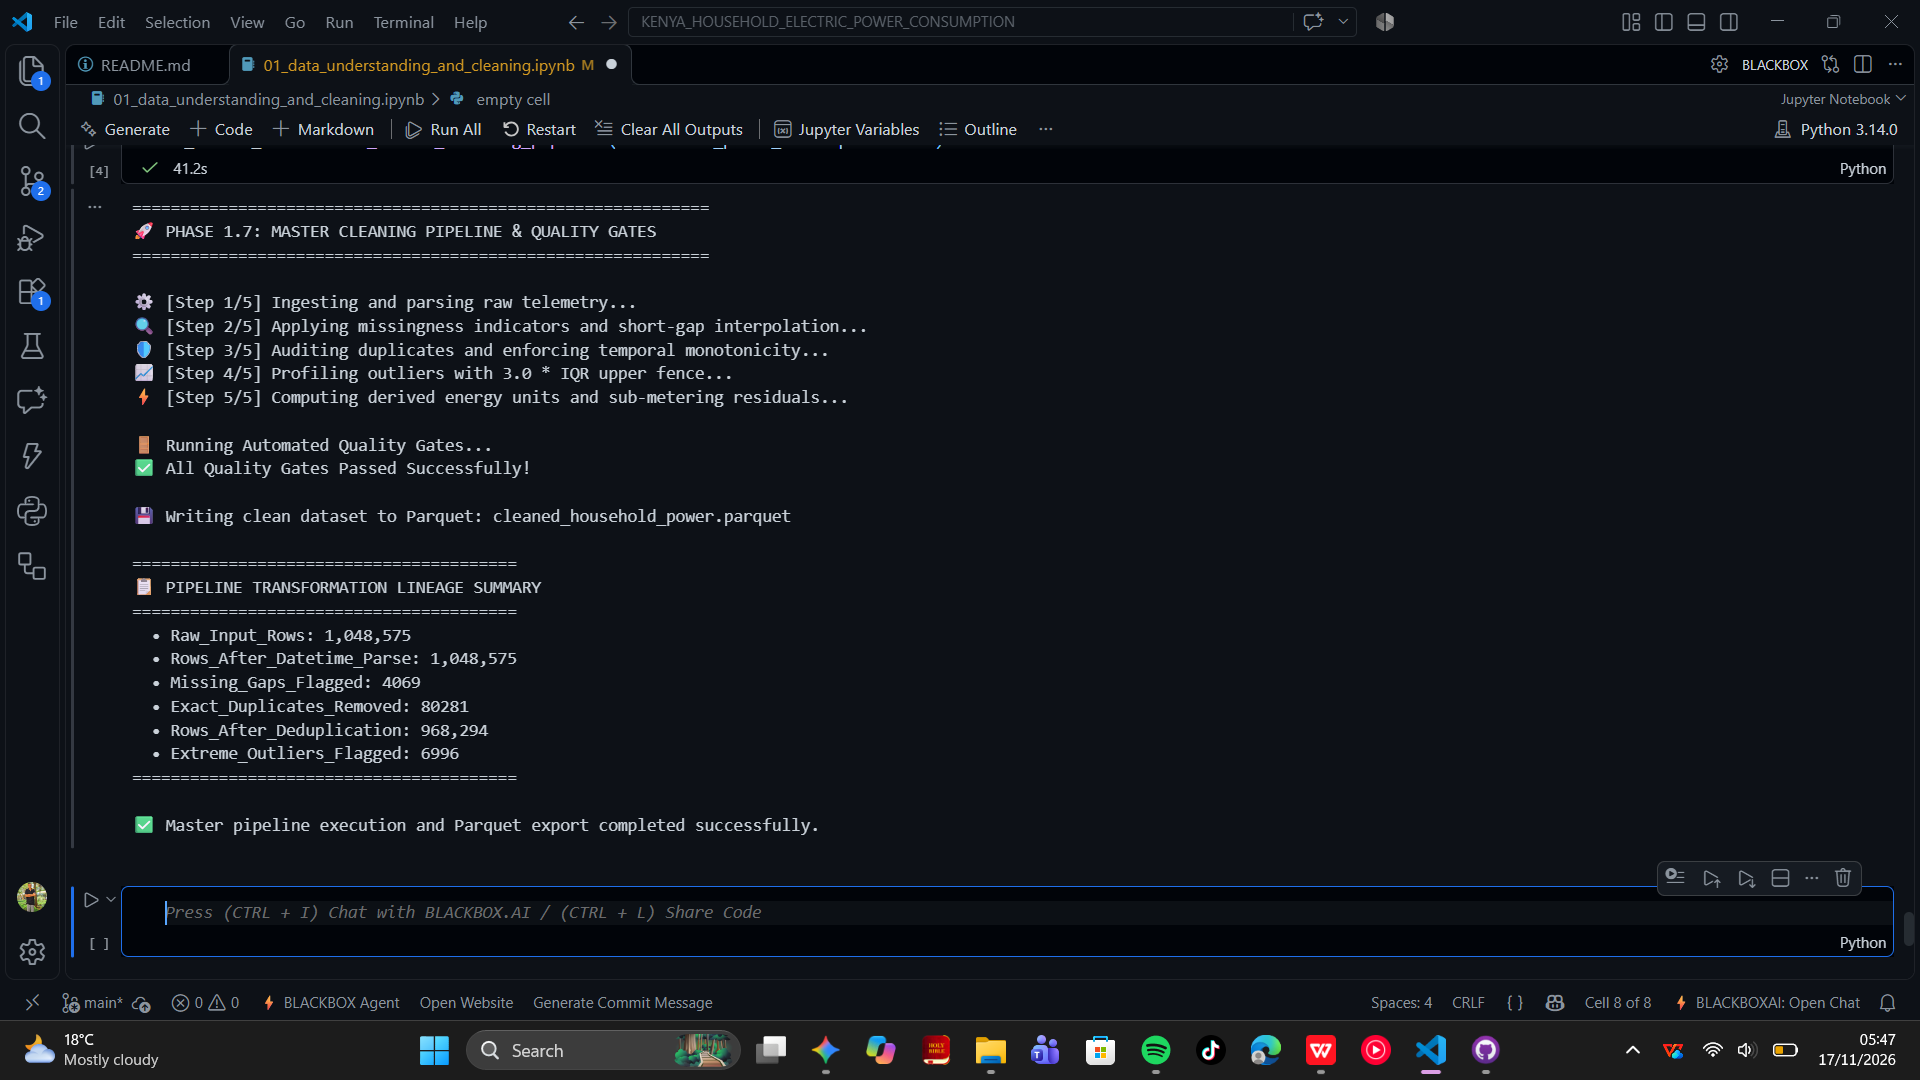 File Edit Selection View Go Run Terminal Help
KENYA_HOUSEHOLD_ELECTRIC_POWER_CONSUMPTION
README.md
01_data_understanding_and_cleaning.ipynb M
BLACKBOX
01_data_understanding_and_cleaning.ipynb > empty cell
Jupyter Notebook
Generate + Code + Markdown Run All Restart Clear All Outputs Jupyter Variables Outline ...
Python 3.14.0
[4] 41.2s
Python
============================================================
🚀 PHASE 1.7: MASTER CLEANING PIPELINE & QUALITY GATES
============================================================
⚙️ [Step 1/5] Ingesting and parsing raw telemetry...
🔍 [Step 2/5] Applying missingness indicators and short-gap interpolation...
🛡️ [Step 3/5] Auditing duplicates and enforcing temporal monotonicity...
📈 [Step 4/5] Profiling outliers with 3.0 * IQR upper fence...
⚡ [Step 5/5] Computing derived energy units and sub-metering residuals...
🚪 Running Automated Quality Gates...
✅ All Quality Gates Passed Successfully!
💾 Writing clean dataset to Parquet: cleaned_household_power.parquet
========================================
📋 PIPELINE TRANSFORMATION LINEAGE SUMMARY
========================================
• Raw_Input_Rows: 1,048,575
• Rows_After_Datetime_Parse: 1,048,575
• Missing_Gaps_Flagged: 4069
• Exact_Duplicates_Removed: 80281
• Rows_After_Deduplication: 968,294
• Extreme_Outliers_Flagged: 6996
========================================
✅ Master pipeline execution and Parquet export completed successfully.
Press (CTRL + I) Chat with BLACKBOX.AI / (CTRL + L) Share Code
[ ]
Python
main* 0 0 BLACKBOX Agent Open Website Generate Commit Message
Spaces: 4 CRLF { } Cell 8 of 8 BLACKBOXAI: Open Chat
18°C
Mostly cloudy
Search
05:47
17/11/2026